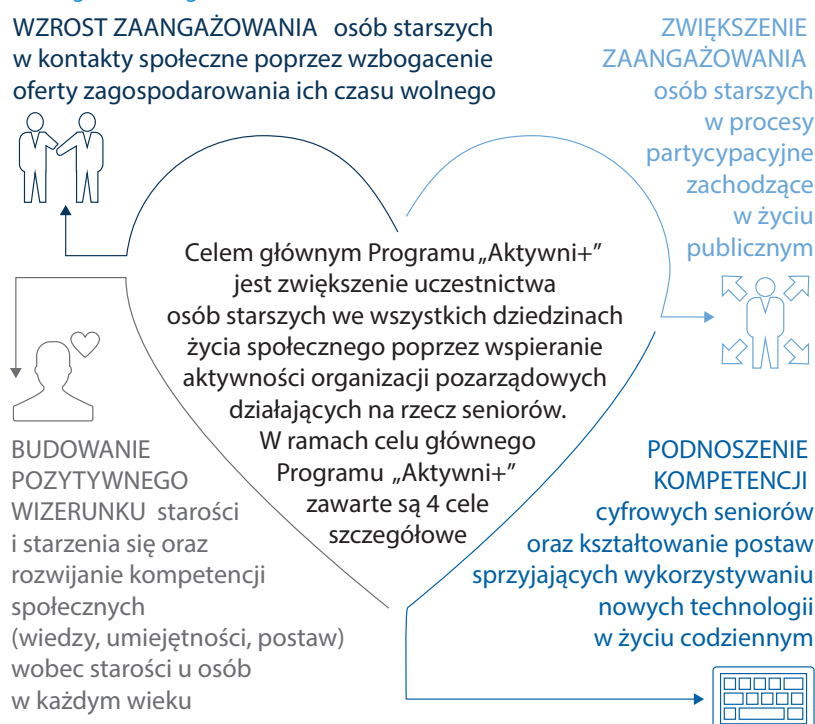 WZROST ZAANGAŻOWANIA osób starszych
w kontakty społeczne poprzez wzbogacenie
oferty zagospodarowania ich czasu wolnego
ZWIĘKSZENIE
ZAANGAŻOWANIA
osób starszych
w procesy
partycypacyjne
zachodzące
w życiu
publicznym
Celem głównym Programu „Aktywni+”
jest zwiększenie uczestnictwa
osób starszych we wszystkich dziedzinach
życia społecznego poprzez wspieranie
aktywności organizacji pozarządowych
działających na rzecz seniorów.
W ramach celu głównego
Programu „Aktywni+”
zawarte są 4 cele
szczegółowe
BUDOWANIE
POZYTYWNEGO
WIZERUNKU starości
i starzenia się oraz
rozwijanie kompetencji
społecznych
(wiedzy, umiejętności, postaw)
wobec starości u osób
w każdym wieku
PODNOSZENIE
KOMPETENCJI
cyfrowych seniorów
oraz kształtowanie postaw
sprzyjających wykorzystywaniu
nowych technologii
w życiu codziennym